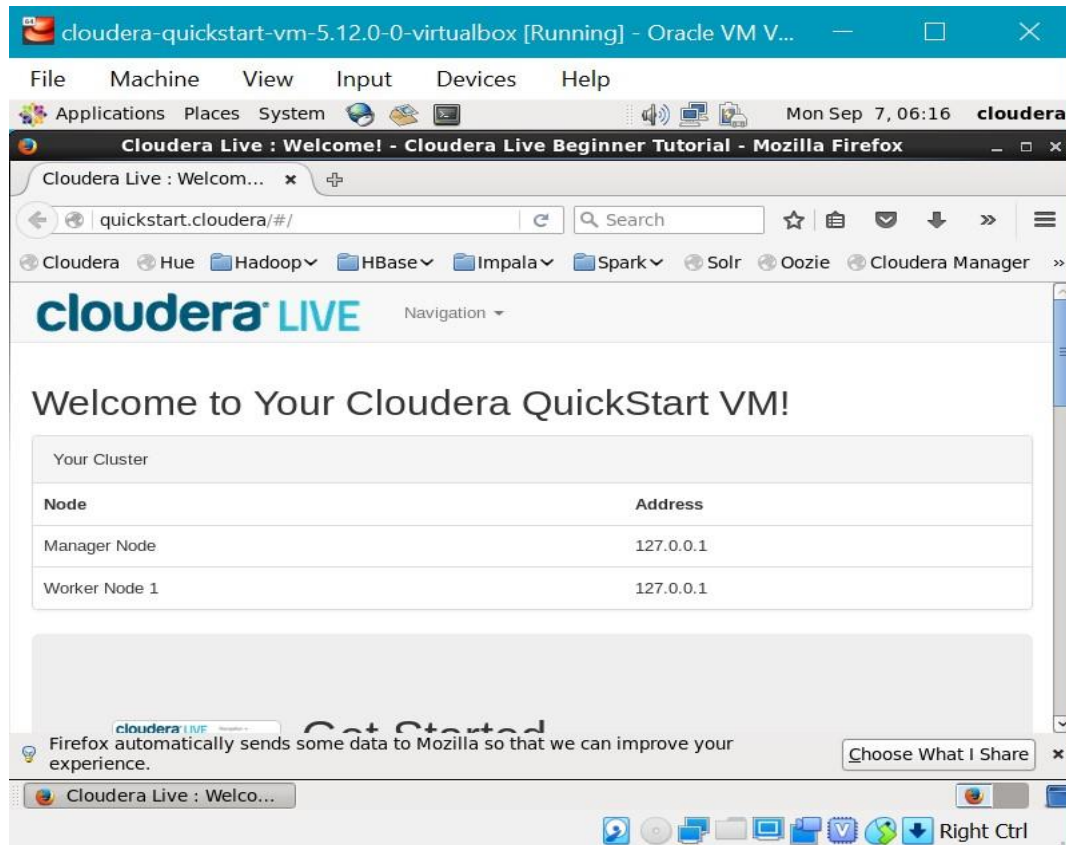 cloudera-quickstart-vm-5.12.0-0-virtualbox [Running] - Oracle VM V...
File Machine View Input Devices Help
Applications Places System Mon Sep 7, 06:16 cloudera
Cloudera Live : Welcome! - Cloudera Live Beginner Tutorial - Mozilla Firefox
Cloudera Live : Welcom...
quickstart.cloudera/#/ Search
Cloudera Hue Hadoop HBase Impala Spark Solr Oozie Cloudera Manager
cloudera LIVE Navigation
Welcome to Your Cloudera QuickStart VM!
Your Cluster
Node Address
Manager Node 127.0.0.1
Worker Node 1 127.0.0.1
cloudera LIVE
Get Started
Firefox automatically sends some data to Mozilla so that we can improve your
experience.
Choose What I Share
Cloudera Live : Welco...
Right Ctrl